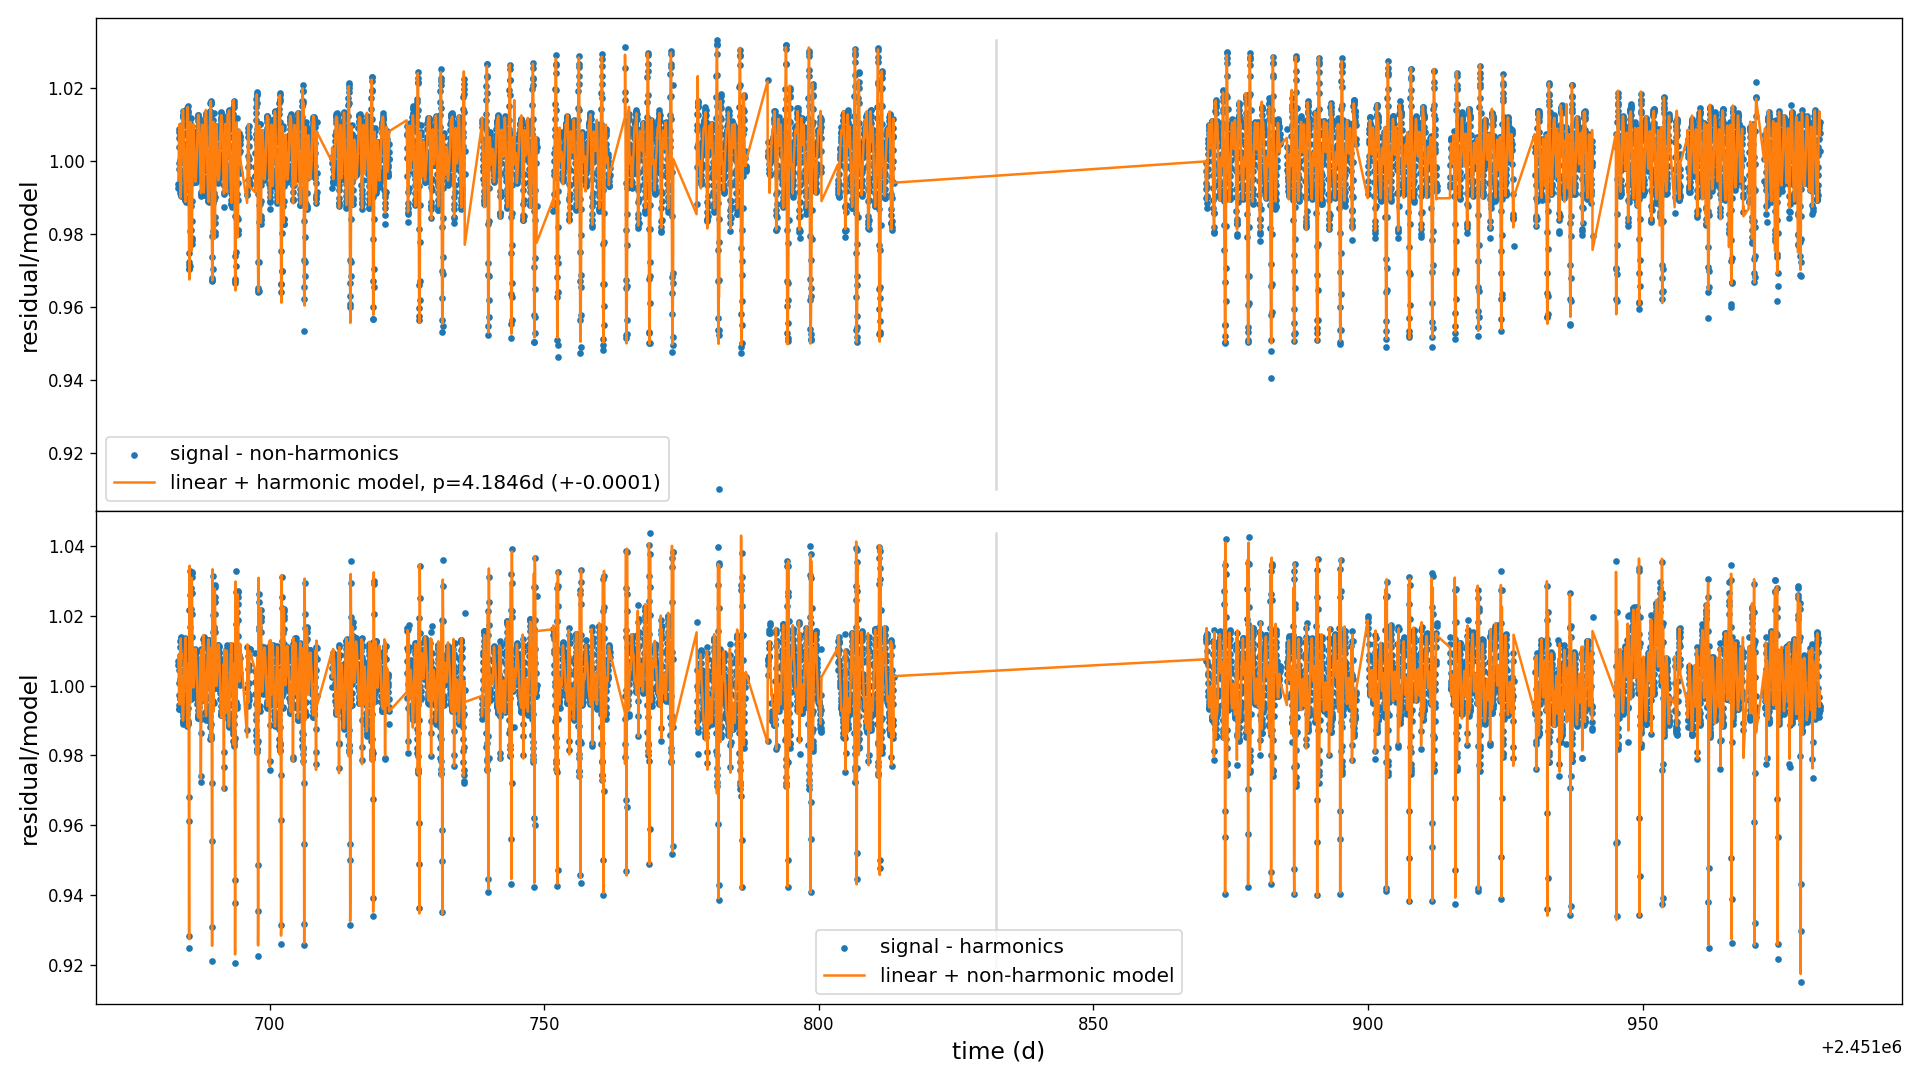 1.02
1.00
0.98
0.96
0.94
0.92
residual/model
signal - non-harmonics
linear + harmonic model, p=4.1846d (+-0.0001)
1.04
1.02
1.00
0.98
0.96
0.94
0.92
residual/model
signal - harmonics
linear + non-harmonic model
700 750 800 850 900 950
time (d)
+2.451e6